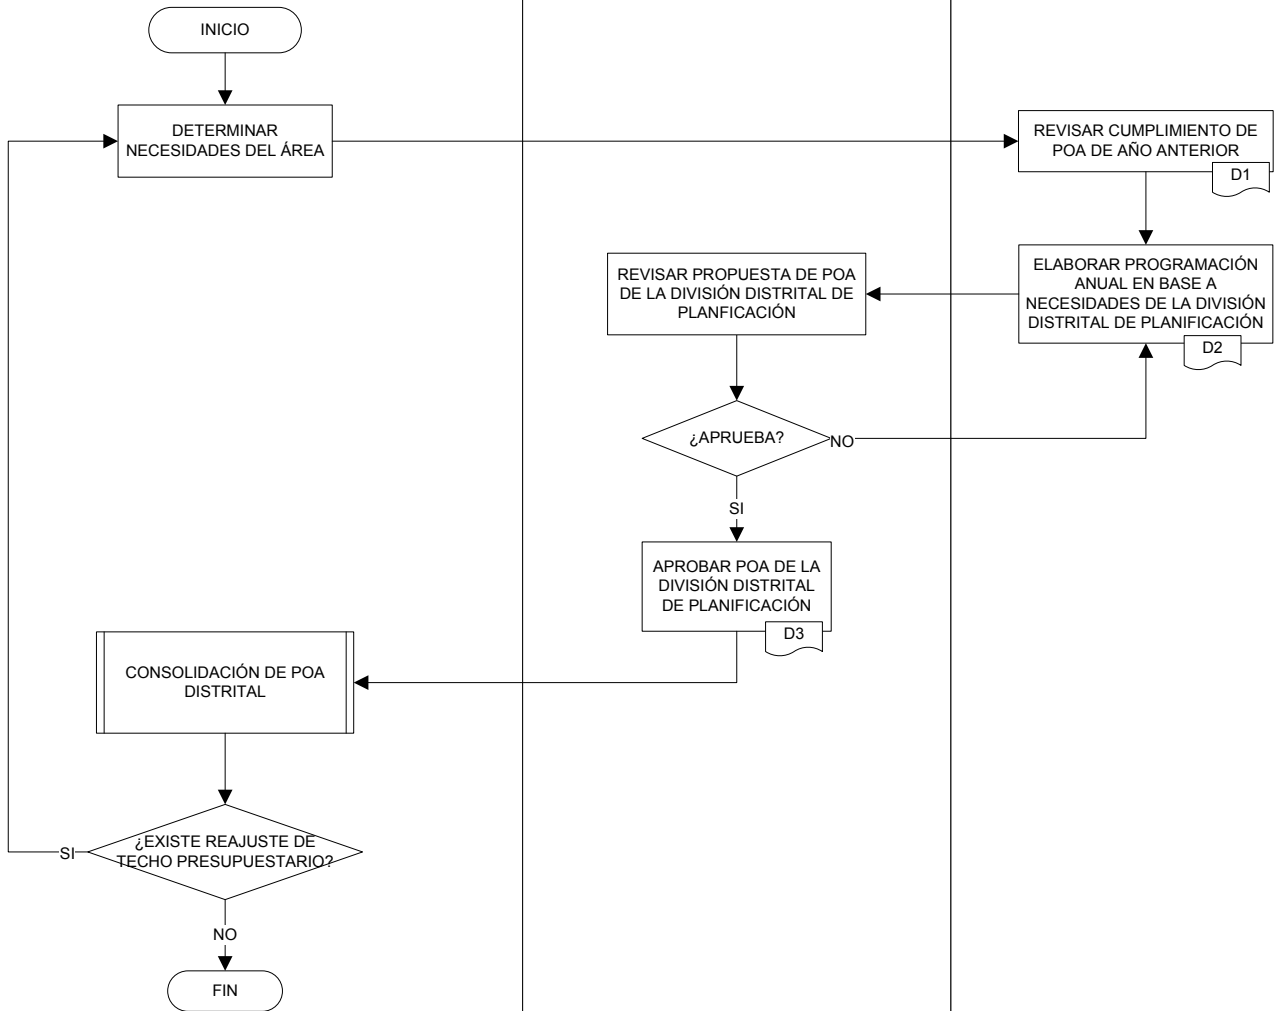 INICIO
DETERMINAR
NECESIDADES DEL ÁREA
REVISAR CUMPLIMIENTO DE
POA DE AÑO ANTERIOR
D1
ELABORAR PROGRAMACIÓN
ANUAL EN BASE A
NECESIDADES DE LA DIVISIÓN
DISTRITAL DE PLANIFICACIÓN
D2
REVISAR PROPUESTA DE POA
DE LA DIVISIÓN DISTRITAL DE
PLANFICACIÓN
¿APRUEBA?
NO
SI
APROBAR POA DE LA
DIVISIÓN DISTRITAL
DE PLANIFICACIÓN
D3
CONSOLIDACIÓN DE POA
DISTRITAL
¿EXISTE REAJUSTE DE
TECHO PRESUPUESTARIO?
SI
NO
FIN